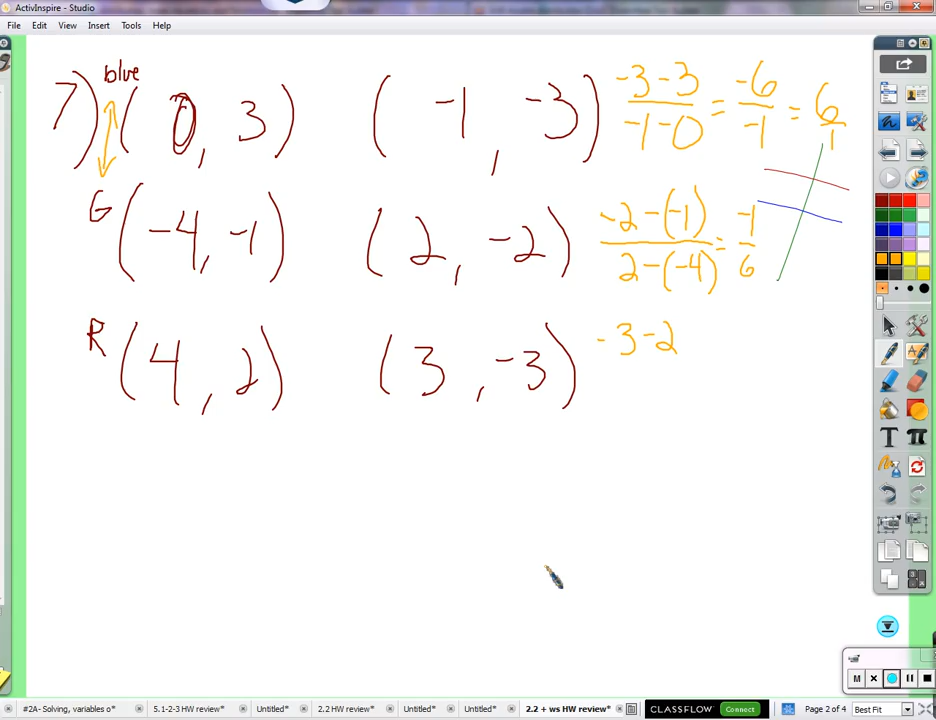 ActivInspire - Studio
File Edit View Insert Tools Help
blue
7) (0, 3) (-1, -3) -3-3/-1-0 = -6/-1 = 6/1
G (-4, -1) (2, -2) -2-(-1)/2-(-4) = -1/6
R (4, 2) (3, -3) -3-2
M
#2A- Solving, variables o* 5.1-2-3 HW review* Untitled* 2.2 HW review* Untitled* Untitled* 2.2 + ws HW review* CLASSFLOW Connect Page 2 of 4 Best Fit